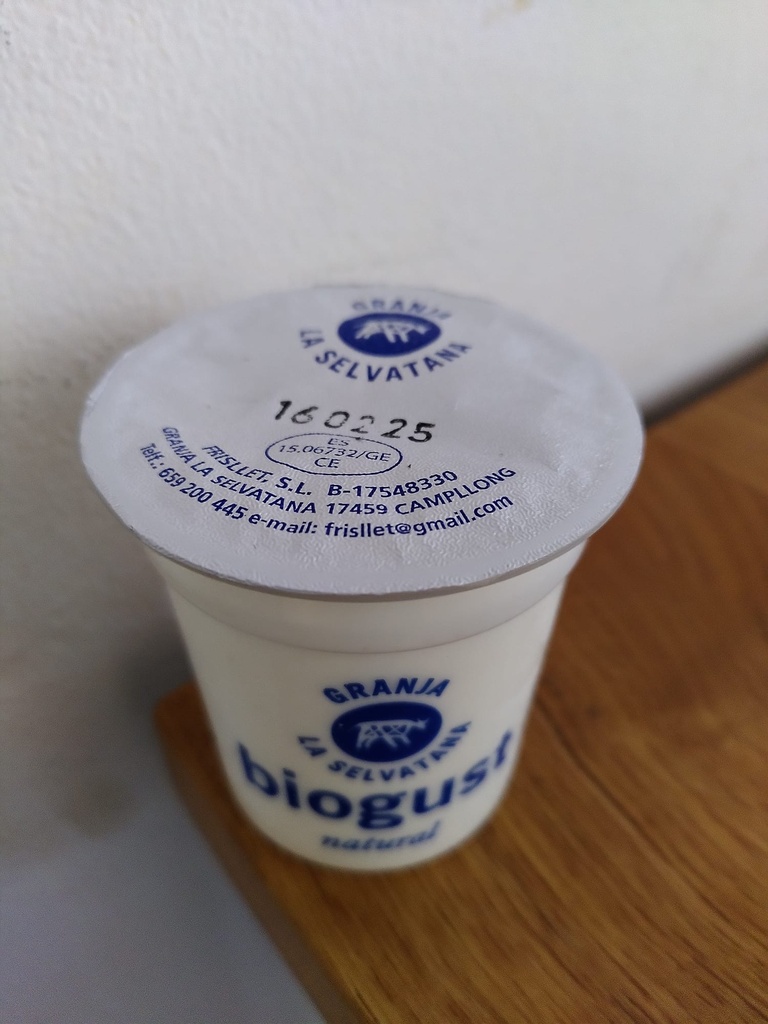 GRANJA
LA SELVATANA
160225
ES
15.06732/GE
CE
FRISLLET, S.L. B-17548330
GRANJA LA SELVATANA 17459 CAMPLLONG
Telf.: 659 200 445 e-mail: frisllet@gmail.com
GRANJA
LA SELVATANA
biogust
natural